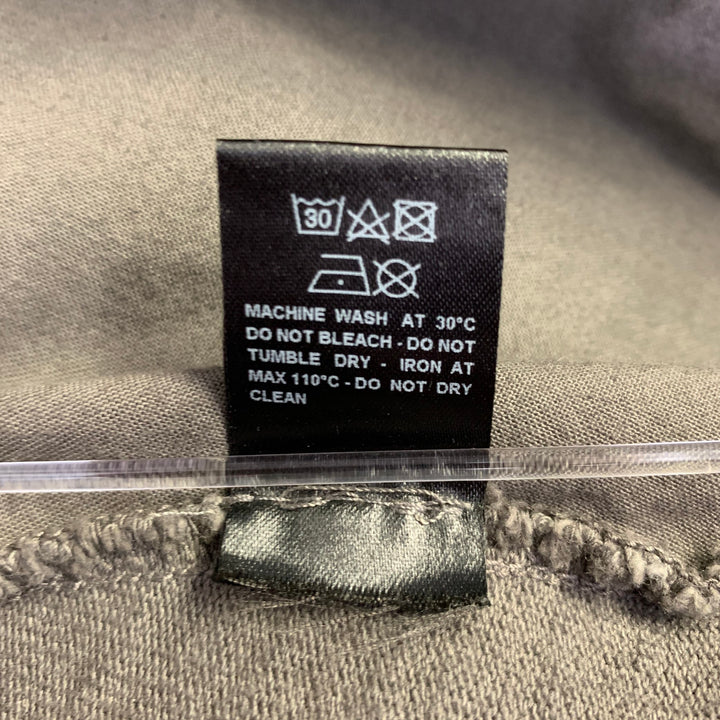 30
MACHINE WASH AT 30°C
DO NOT BLEACH - DO NOT
TUMBLE DRY - IRON AT
MAX 110°C - DO NOT DRY
CLEAN